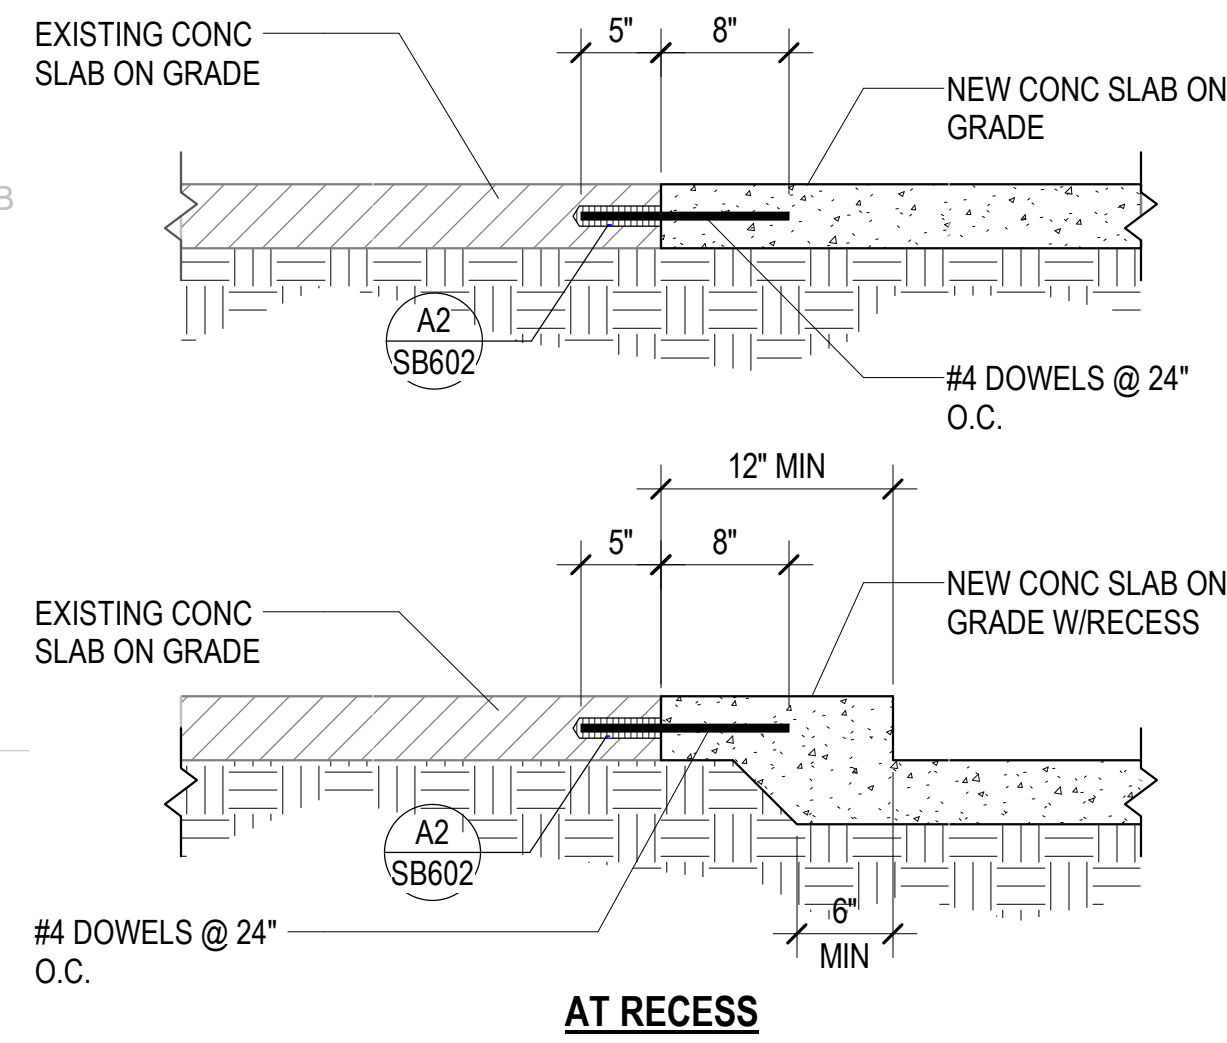 EXISTING CONC
SLAB ON GRADE
5"
8"
NEW CONC SLAB ON
GRADE
B
A2
SB602
#4 DOWELS @ 24"
O.C.
12" MIN
5"
8"
EXISTING CONC
SLAB ON GRADE
NEW CONC SLAB ON
GRADE W/RECESS
A2
SB602
#4 DOWELS @ 24"
O.C.
6"
MIN
AT RECESS